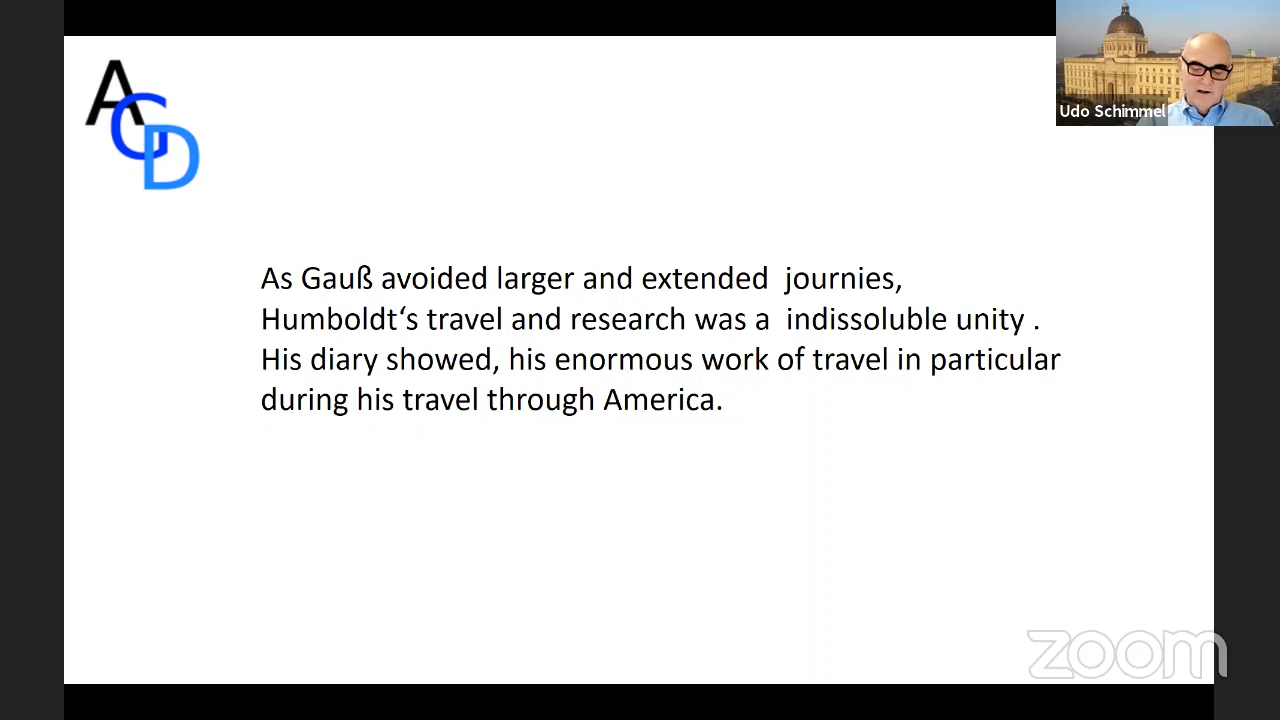 AGD
Udo Schimmel
As Gauß avoided larger and extended journies,
Humboldt‘s travel and research was a indissoluble unity .
His diary showed, his enormous work of travel in particular
during his travel through America.
zoom